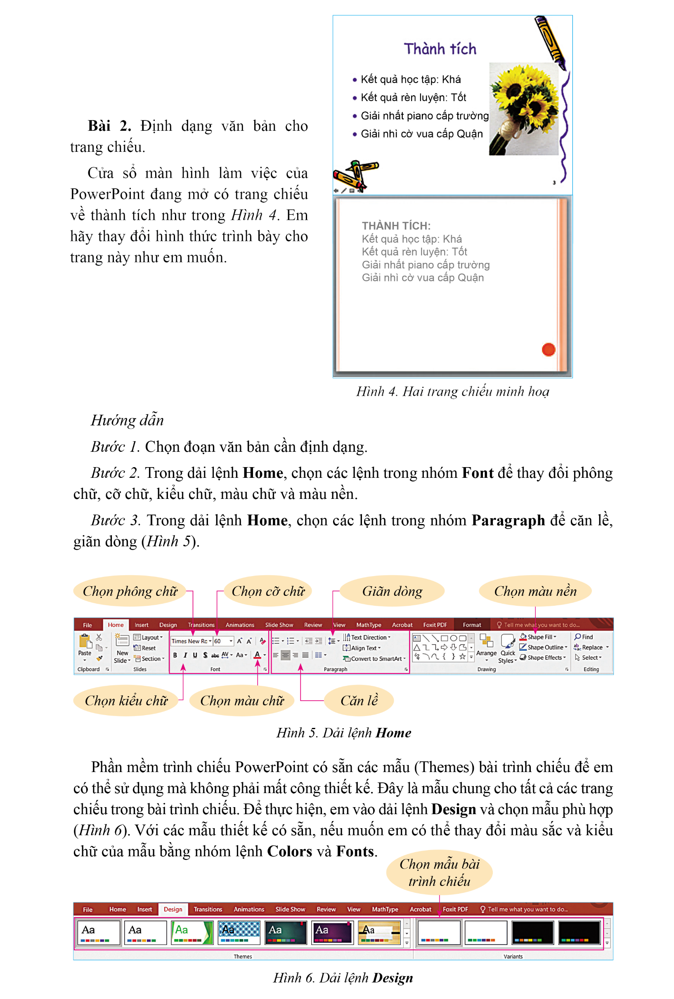 Bài 2. Định dạng văn bản cho
trang chiếu.
Cửa sổ màn hình làm việc của
PowerPoint đang mở có trang chiếu
về thành tích như trong Hình 4. Em
hãy thay đổi hình thức trình bày cho
trang này như em muốn.
Thành tích
• Kết quả học tập: Khá
• Kết quả rèn luyện: Tốt
• Giải nhất piano cấp trường
• Giải nhì cờ vua cấp Quận
3
THÀNH TÍCH:
Kết quả học tập: Khá
Kết quả rèn luyện: Tốt
Giải nhất piano cấp trường
Giải nhì cờ vua cấp Quận
Hình 4. Hai trang chiếu minh hoạ
Hướng dẫn
Bước 1. Chọn đoạn văn bản cần định dạng.
Bước 2. Trong dải lệnh Home, chọn các lệnh trong nhóm Font để thay đổi phông
chữ, cỡ chữ, kiểu chữ, màu chữ và màu nền.
Bước 3. Trong dải lệnh Home, chọn các lệnh trong nhóm Paragraph để căn lề,
giãn dòng (Hình 5).
Chọn phông chữ Chọn cỡ chữ Giãn dòng Chọn màu nền
File Home Insert Design Transitions Animations Slide Show Review View MathType Acrobat Foxit PDF Format Tell me what you want to do...
Paste New Slide Layout Reset Section
Times New Ro 60 A A
B I U S abc AV Aa A
Text Direction
Align Text
Convert to SmartArt
Arrange Quick Styles
Shape Fill
Shape Outline
Shape Effects
Find
Replace
Select
Clipboard Slides Font Paragraph Drawing Editing
Chọn kiểu chữ Chọn màu chữ Căn lề
Hình 5. Dải lệnh Home
Phần mềm trình chiếu PowerPoint có sẵn các mẫu (Themes) bài trình chiếu để em
có thể sử dụng mà không phải mất công thiết kế. Đây là mẫu chung cho tất cả các trang
chiếu trong bài trình chiếu. Để thực hiện, em vào dải lệnh Design và chọn mẫu phù hợp
(Hình 6). Với các mẫu thiết kế có sẵn, nếu muốn em có thể thay đổi màu sắc và kiểu
chữ của mẫu bằng nhóm lệnh Colors và Fonts.
Chọn mẫu bài
trình chiếu
File Home Insert Design Transitions Animations Slide Show Review View MathType Acrobat Foxit PDF Tell me what you want to do...
Aa Aa Aa Aa Aa Aa Aa
Themes Variants
Hình 6. Dải lệnh Design